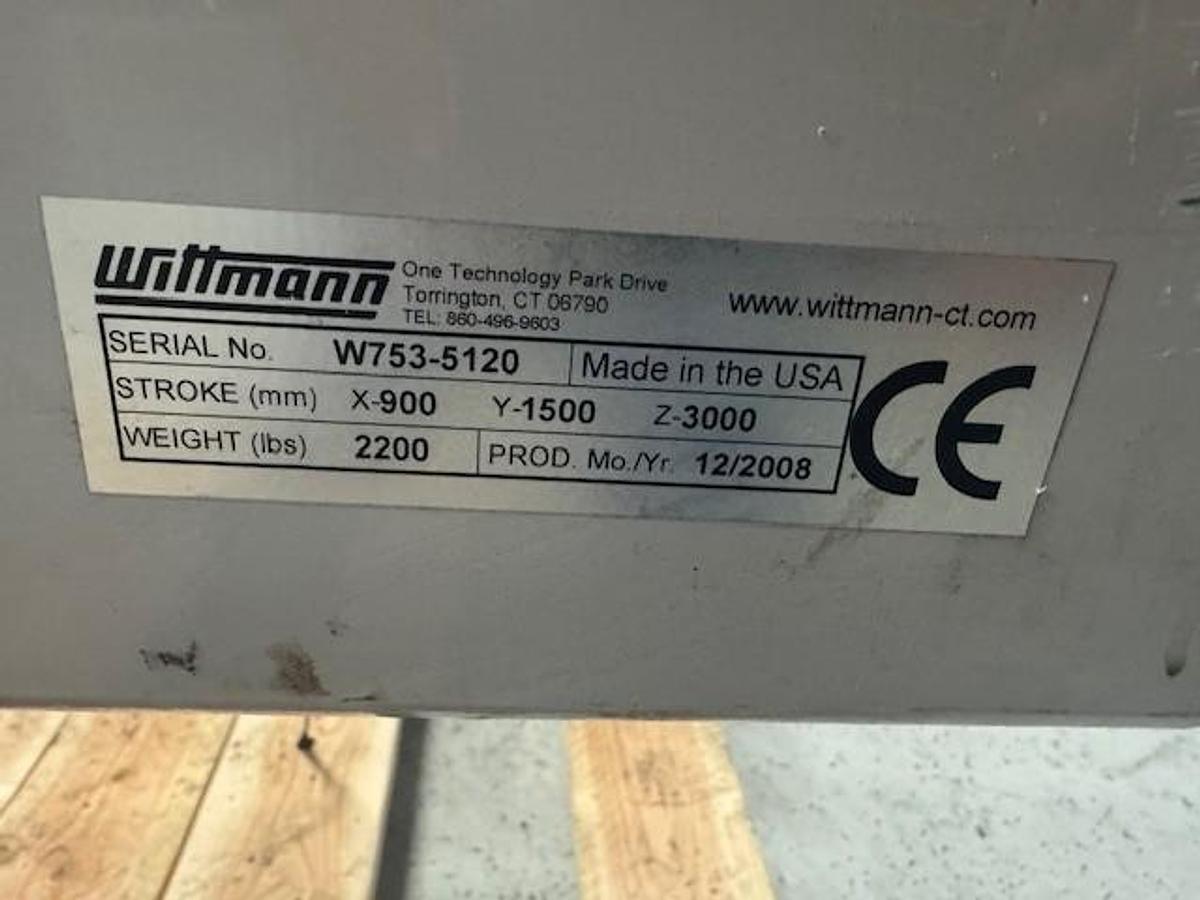 Wittmann
One Technology Park Drive
Torrington, CT 06790
TEL: 860-496-9603
www.wittmann-ct.com
SERIAL No. W753-5120 Made in the USA
STROKE (mm) X-900 Y-1500 Z-3000
WEIGHT (lbs) 2200 PROD. Mo./Yr. 12/2008
CE